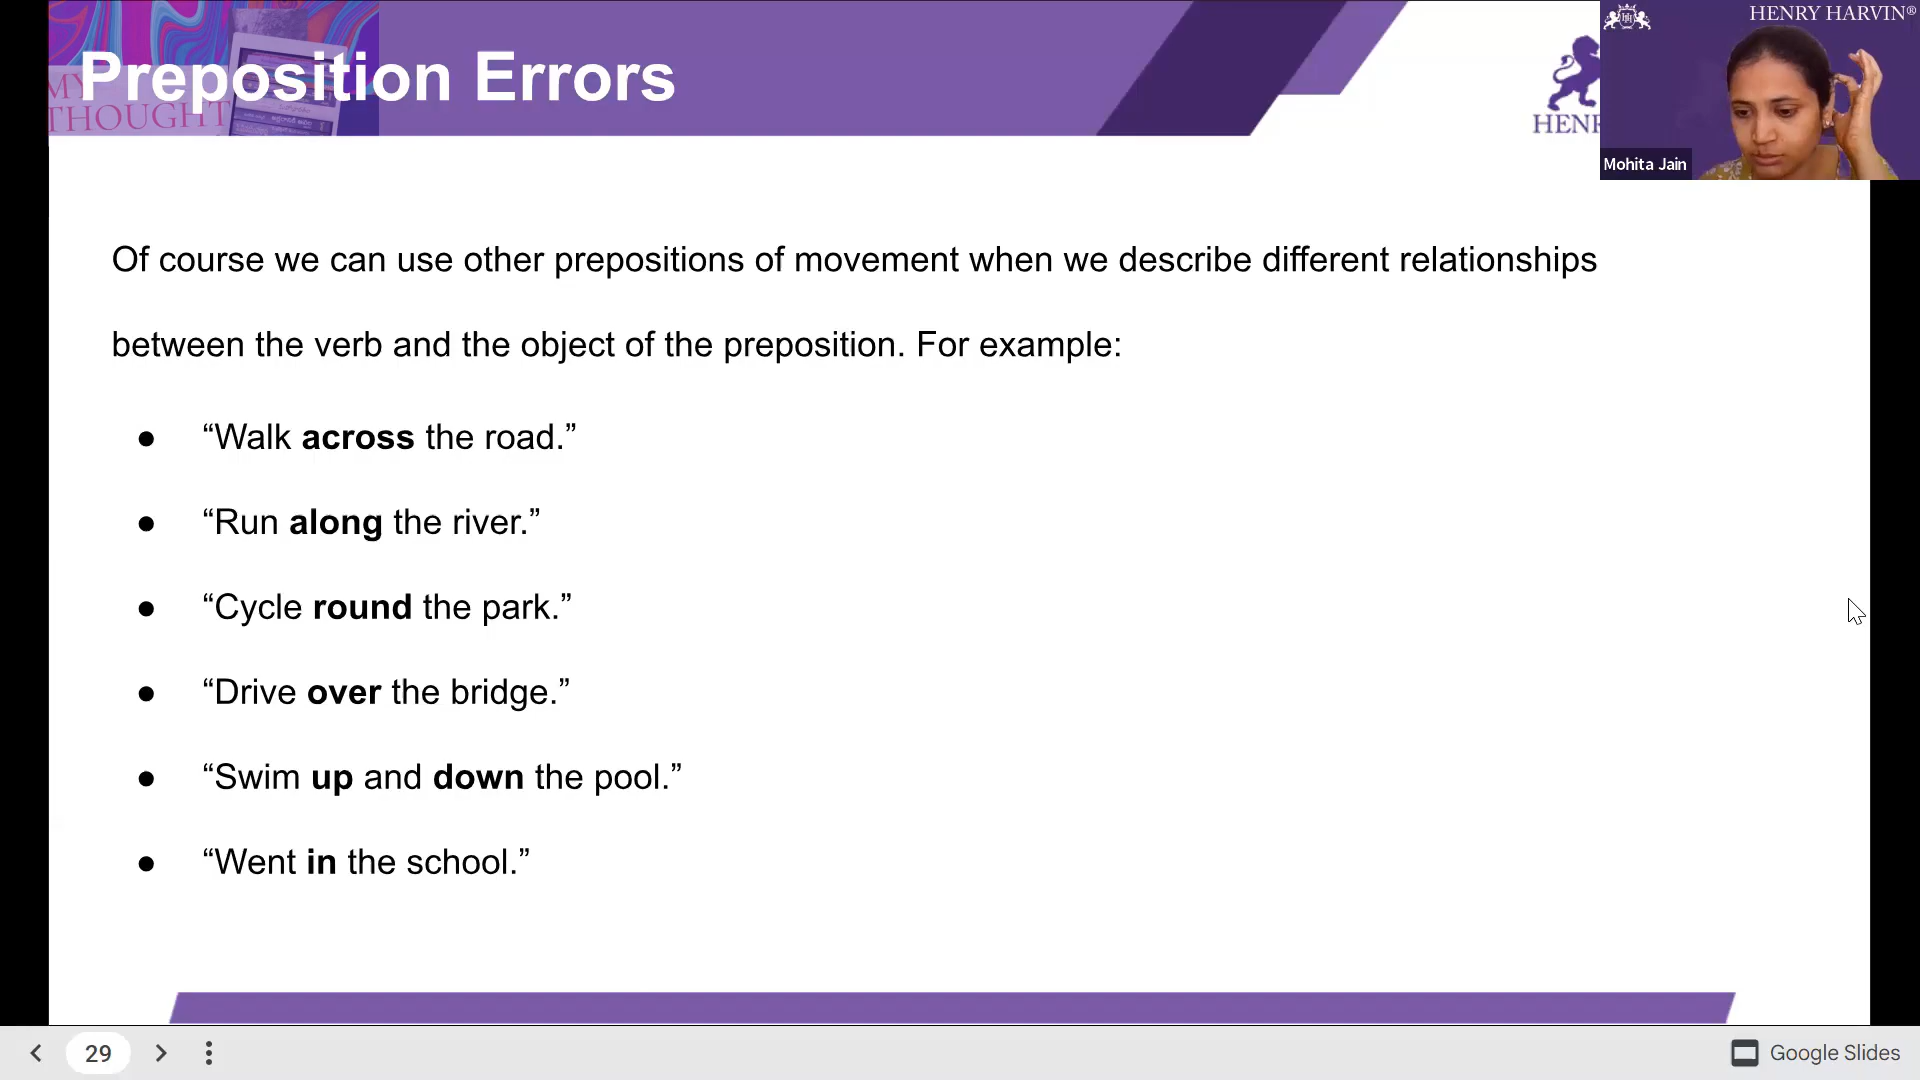 MY
THOUGHT
Preposition Errors
HENR
HENRY HARVIN®
Mohita Jain
Of course we can use other prepositions of movement when we describe different relationships
between the verb and the object of the preposition. For example:
● “Walk across the road.”
● “Run along the river.”
● “Cycle round the park.”
● “Drive over the bridge.”
● “Swim up and down the pool.”
● “Went in the school.”
29
Google Slides